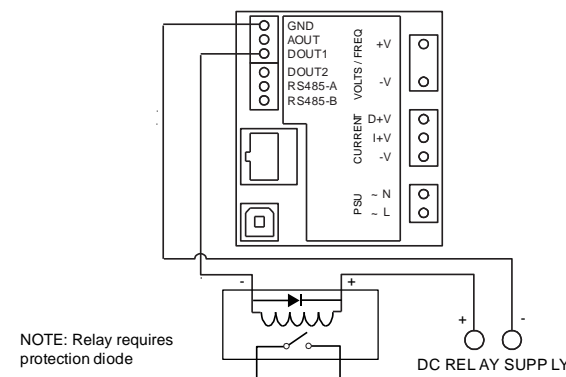 GND
AOUT
DOUT1
DOUT2
RS485-A
RS485-B
VOLTS / FREQ
+V
-V
CURRENT
D+V
I+V
-V
PSU
~ N
~ L
- +
+ -
NOTE: Relay requires
protection diode
DC RELAY SUPPLY